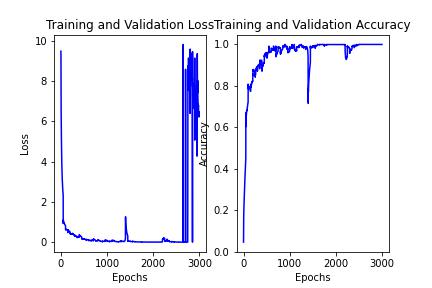 Training and Validation Loss
Training and Validation Accuracy
Loss
10
8
6
4
2
0
0 1000 2000 3000
Epochs
Accuracy
1.0
0.8
0.6
0.4
0.2
0.0
0 1000 2000 3000
Epochs